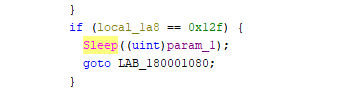 }
if (local_1a8 == 0x12f) {
Sleep((uint)param_1);
goto LAB_180001080;
}